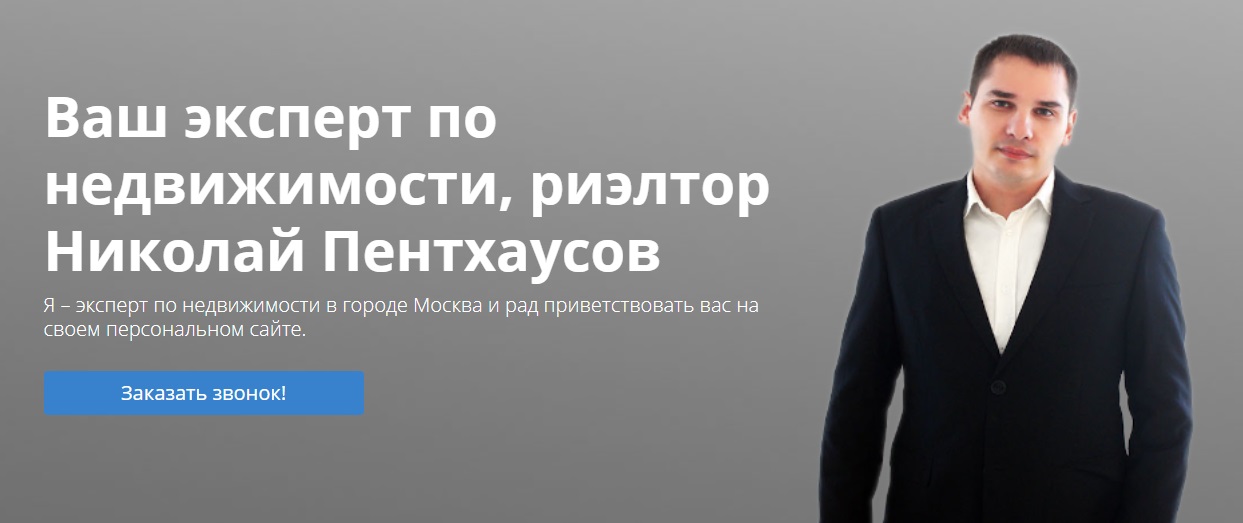 Ваш эксперт по
недвижимости, риэлтор
Николай Пентхаусов
Я – эксперт по недвижимости в городе Москва и рад приветствовать вас на
своем персональном сайте.
Заказать звонок!